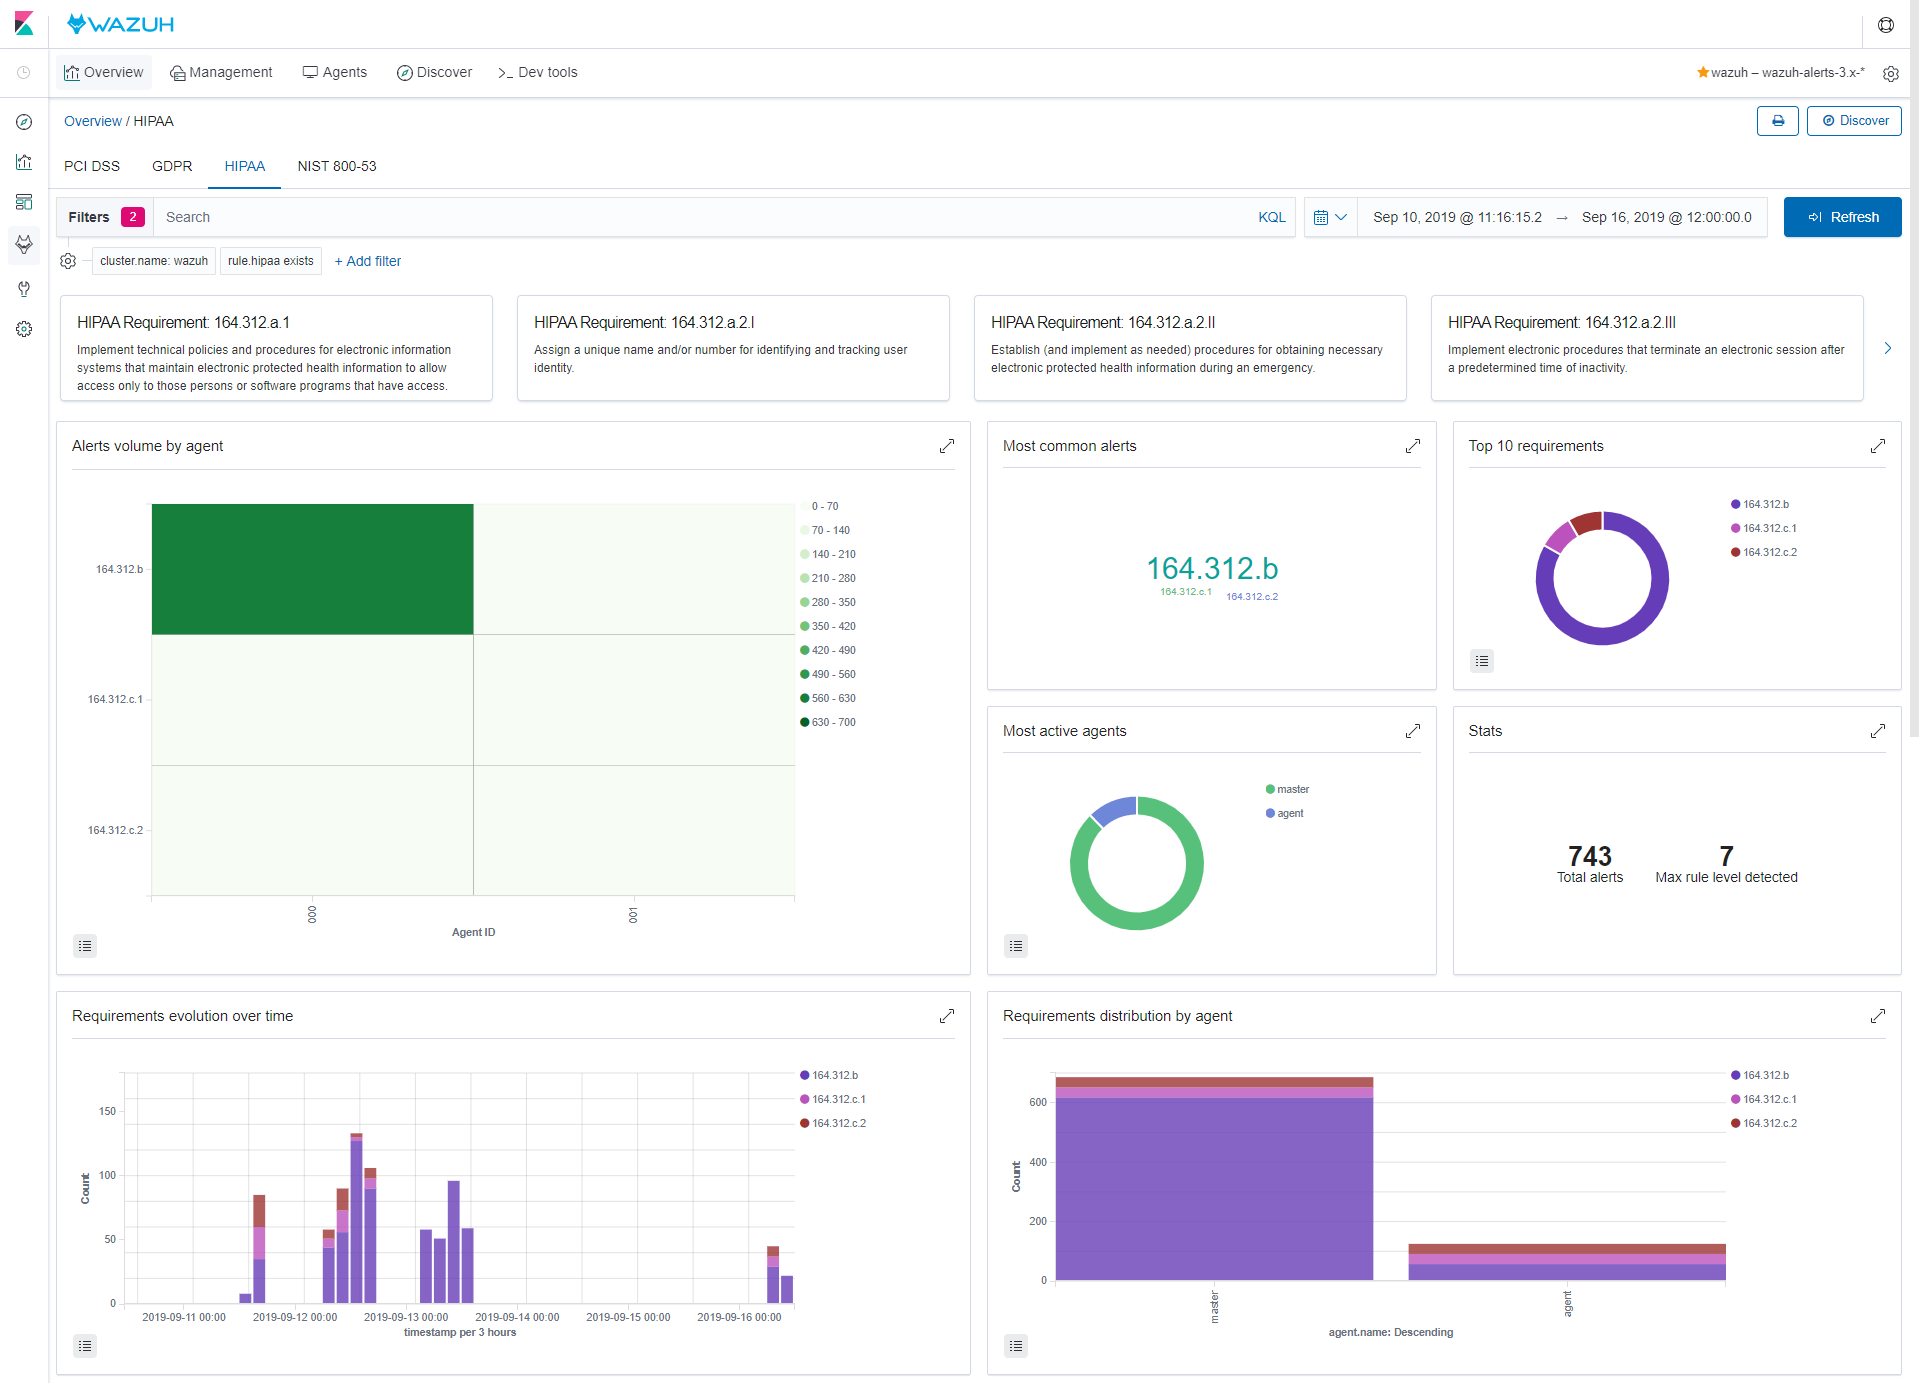 WAZUH
Overview Management Agents Discover >_ Dev tools wazuh – wazuh-alerts-3.x-*
Overview / HIPAA Discover
PCI DSS GDPR HIPAA NIST 800-53
Filters 2 Search KQL Sep 10, 2019 @ 11:16:15.2 → Sep 16, 2019 @ 12:00:00.0 Refresh
cluster.name: wazuh rule.hipaa exists + Add filter
HIPAA Requirement: 164.312.a.1
Implement technical policies and procedures for electronic information
systems that maintain electronic protected health information to allow
access only to those persons or software programs that have access.
HIPAA Requirement: 164.312.a.2.I
Assign a unique name and/or number for identifying and tracking user
identity.
HIPAA Requirement: 164.312.a.2.II
Establish (and implement as needed) procedures for obtaining necessary
electronic protected health information during an emergency.
HIPAA Requirement: 164.312.a.2.III
Implement electronic procedures that terminate an electronic session after
a predetermined time of inactivity.
Alerts volume by agent
164.312.b
164.312.c.1
164.312.c.2
000 001
Agent ID
0 - 70
70 - 140
140 - 210
210 - 280
280 - 350
350 - 420
420 - 490
490 - 560
560 - 630
630 - 700
Most common alerts
164.312.b
164.312.c.1 164.312.c.2
Top 10 requirements
164.312.b
164.312.c.1
164.312.c.2
Most active agents
master
agent
Stats
743 7
Total alerts Max rule level detected
Requirements evolution over time
Count
150
100
50
0
2019-09-11 00:00 2019-09-12 00:00 2019-09-13 00:00 2019-09-14 00:00 2019-09-15 00:00 2019-09-16 00:00
timestamp per 3 hours
164.312.b
164.312.c.1
164.312.c.2
Requirements distribution by agent
Count
600
400
200
0
master agent
agent.name: Descending
164.312.b
164.312.c.1
164.312.c.2